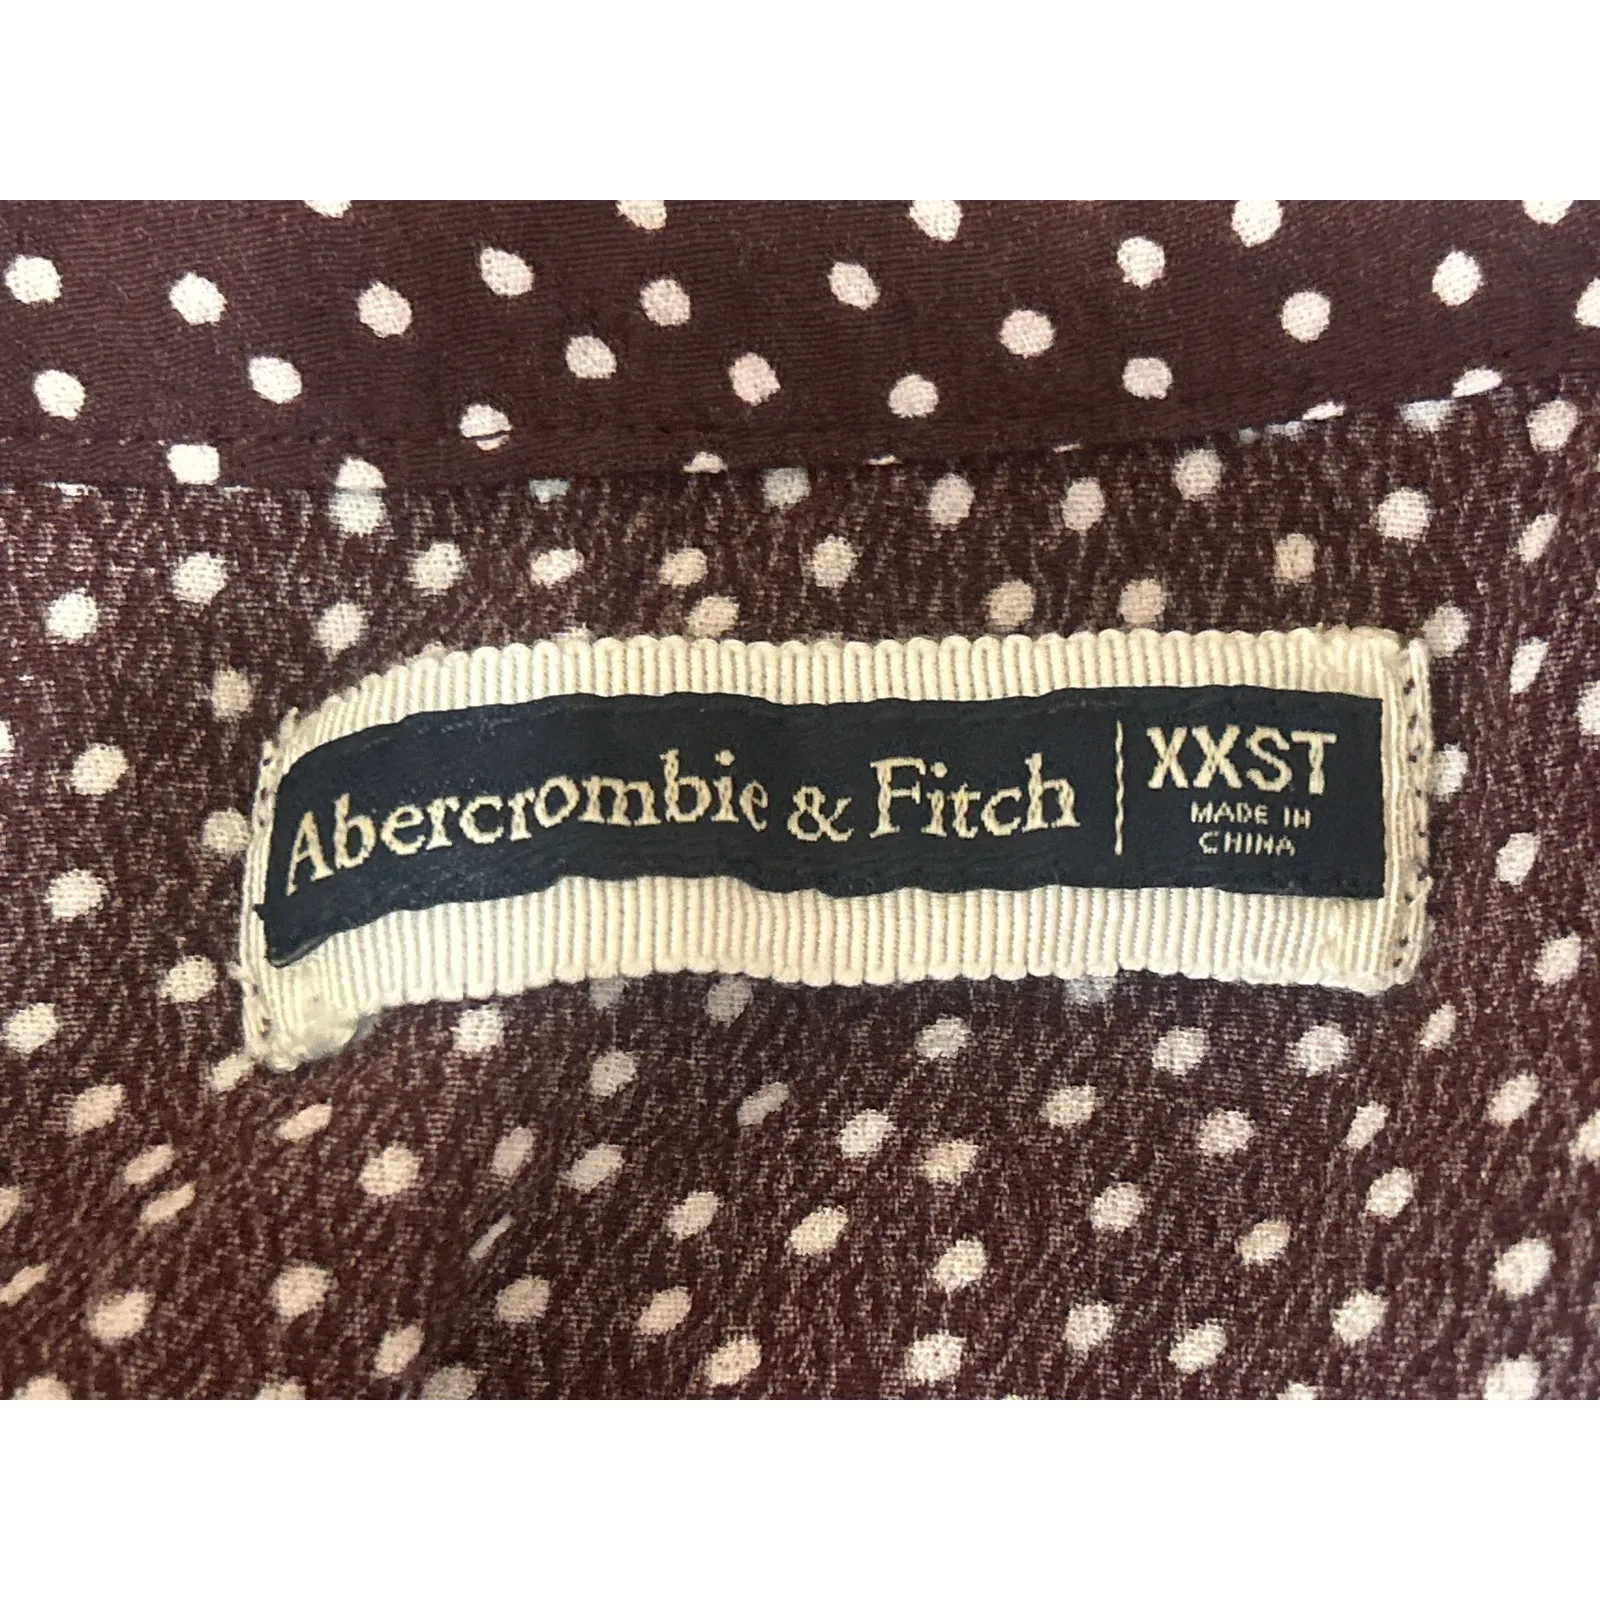 Abercrombie & Fitch
XXST
MADE IN
CHINA